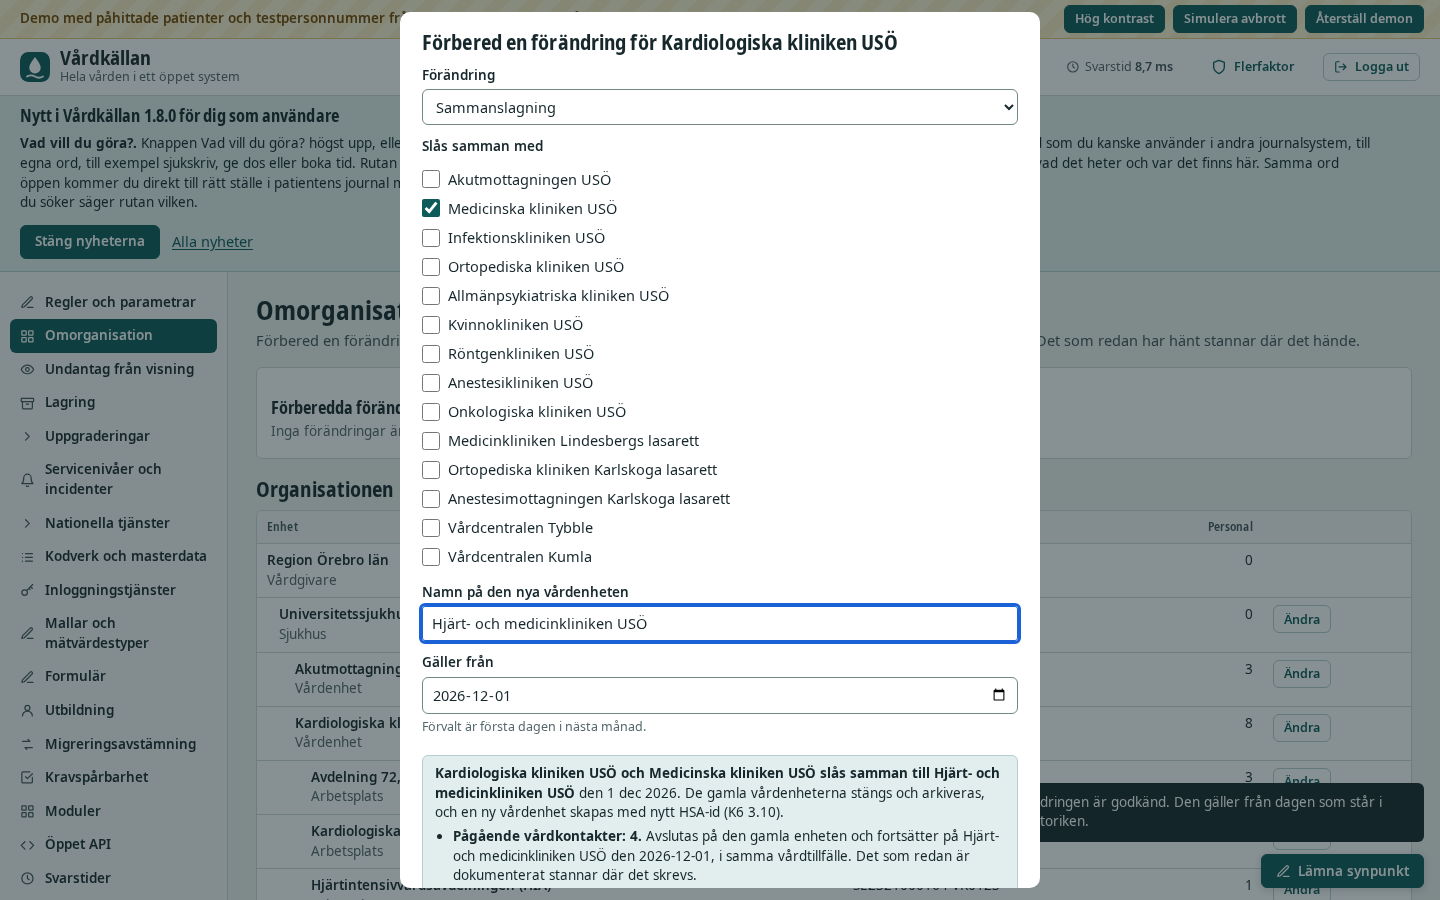 Demo med påhittade patienter och testpersonnummer
Hög kontrast
Simulera avbrott
Återställ demon
Vårdkällan
Hela vården i ett öppet system
Svarstid 8,7 ms
Flerfaktor
Logga ut
Nytt i Vårdkällan 1.8.0 för dig som användare
Vad vill du göra?. Knappen Vad vill du göra? högst upp,
som du kanske använder i andra journalsystem, till
egna ord, till exempel sjukskriv, ge dos eller boka tid. Rutan
vad det heter och var det finns här. Samma ord
öppen kommer du direkt till rätt ställe i patientens journal
du söker säger rutan vilken.
Stäng nyheterna
Alla nyheter
Regler och parametrar
Omorganisation
Undantag från visning
Lagring
Uppgraderingar
Servicenivåer och
incidenter
Nationella tjänster
Kodverk och masterdata
Inloggningstjänster
Mallar och
mätvärdestyper
Formulär
Utbildning
Migreringsavstämning
Kravspårbarhet
Moduler
Öppet API
Svarstider
Förbered en
Det som redan har hänt stannar där det hände.
Förberedda
Inga förändringar
Organisationen
Enhet
Personal
Region Örebro län
Vårdgivare
0
Sjukhus
0
Ändra
Vårdenhet
3
Ändra
Kardiologiska
Vårdenhet
8
Ändra
Avdelning 72,
Arbetsplats
3
Ändra
Arbetsplats
1
Ändra
är godkänd. Den gäller från dagen som står i
Lämna synpunkt
Förbered en förändring för Kardiologiska kliniken USÖ
Förändring
Sammanslagning
Slås samman med
Akutmottagningen USÖ
Medicinska kliniken USÖ
Infektionskliniken USÖ
Ortopediska kliniken USÖ
Allmänpsykiatriska kliniken USÖ
Kvinnokliniken USÖ
Röntgenkliniken USÖ
Anestesikliniken USÖ
Onkologiska kliniken USÖ
Medicinkliniken Lindesbergs lasarett
Ortopediska kliniken Karlskoga lasarett
Anestesimottagningen Karlskoga lasarett
Vårdcentralen Tybble
Vårdcentralen Kumla
Namn på den nya vårdenheten
Hjärt- och medicinkliniken USÖ
Gäller från
2026-12-01
Förvalt är första dagen i nästa månad.
Kardiologiska kliniken USÖ och Medicinska kliniken USÖ slås samman till Hjärt- och
medicinkliniken USÖ den 1 dec 2026. De gamla vårdenheterna stängs och arkiveras,
och en ny vårdenhet skapas med nytt HSA-id (K6 3.10).
Pågående vårdkontakter: 4. Avslutas på den gamla enheten och fortsätter på Hjärt-
och medicinkliniken USÖ den 2026-12-01, i samma vårdtillfälle. Det som redan är
dokumenterat stannar där det skrevs.